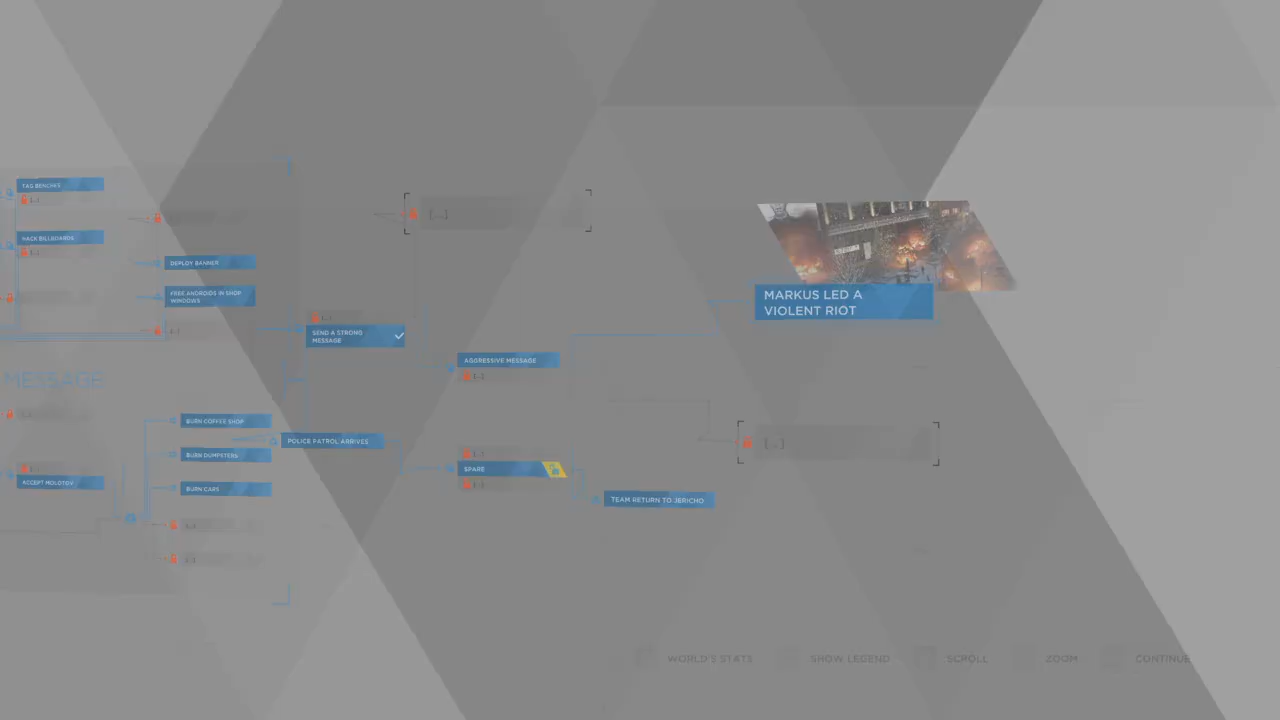 TAG BENCHES
[...]
HACK BILLBOARDS
[...]
DEPLOY BANNER
FREE ANDROIDS IN SHOP
WINDOWS
[...]
[...]
SEND A STRONG
MESSAGE
[...]
MARKUS LED A
VIOLENT RIOT
AGGRESSIVE MESSAGE
[...]
MESSAGE
[...]
BURN COFFEE SHOP
POLICE PATROL ARRIVES
BURN DUMPSTERS
[...]
[...]
SPARE
[...]
ACCEPT MOLOTOV
BURN CARS
TEAM RETURN TO JERICHO
[...]
[...]
WORLD'S STATS
SHOW LEGEND
SCROLL
ZOOM
CONTINUE